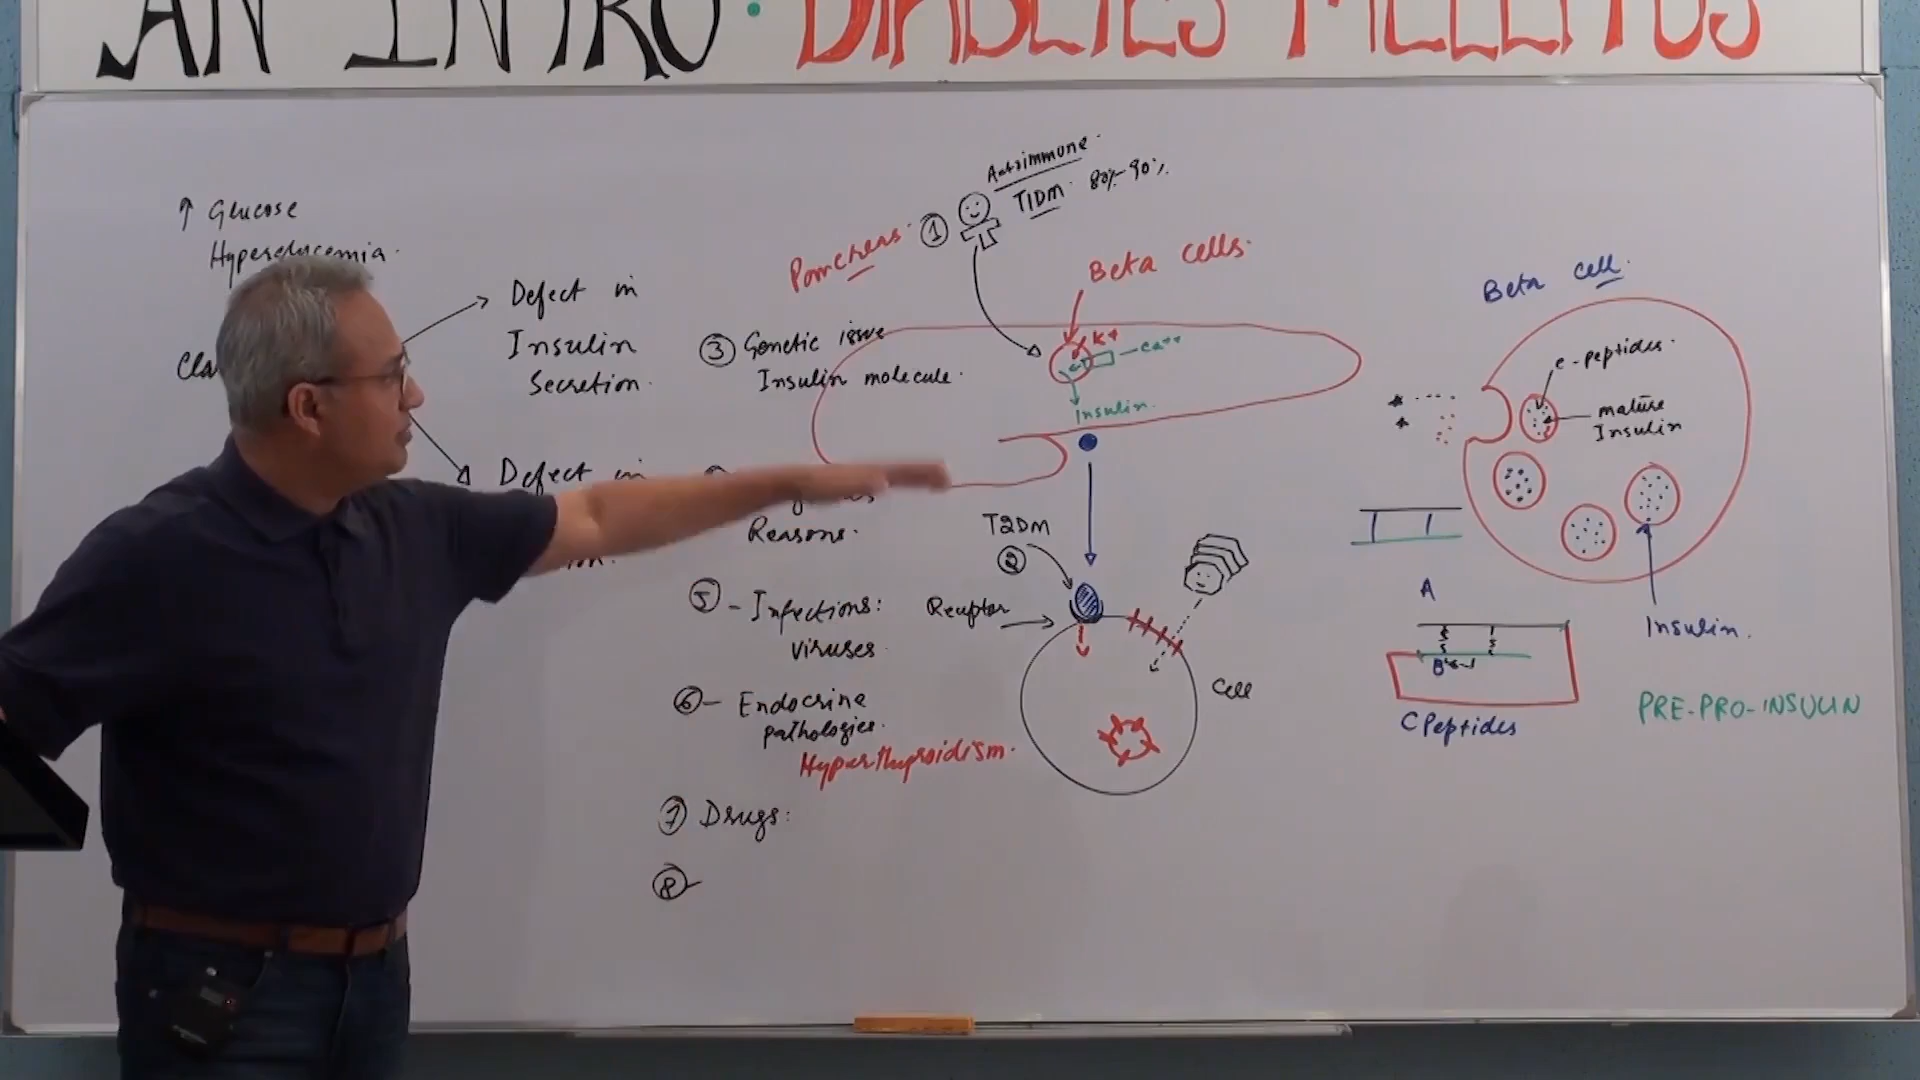 AN INTRO. DIABETES MELLITUS
↑ Glucose
Hyperglucemia.
Cla
Defect in
Insulin
Secretion.
Defect in
Autoimmune.
① T1DM. 80%-90%.
Pancreas.
Beta cells.
③ Genetic issue
Insulin molecule.
K+
Ca++
Insulin.
Reasons.
⑤ - Infections:
viruses
⑥ - Endocrine
pathologies.
Hyperthyroidism.
⑦ Drugs:
⑧ -
T2DM
②
Receptor
Cell
Beta cell.
c-peptides.
mature
Insulin
Insulin.
A
B
C Peptides
PRE-PRO-INSULIN